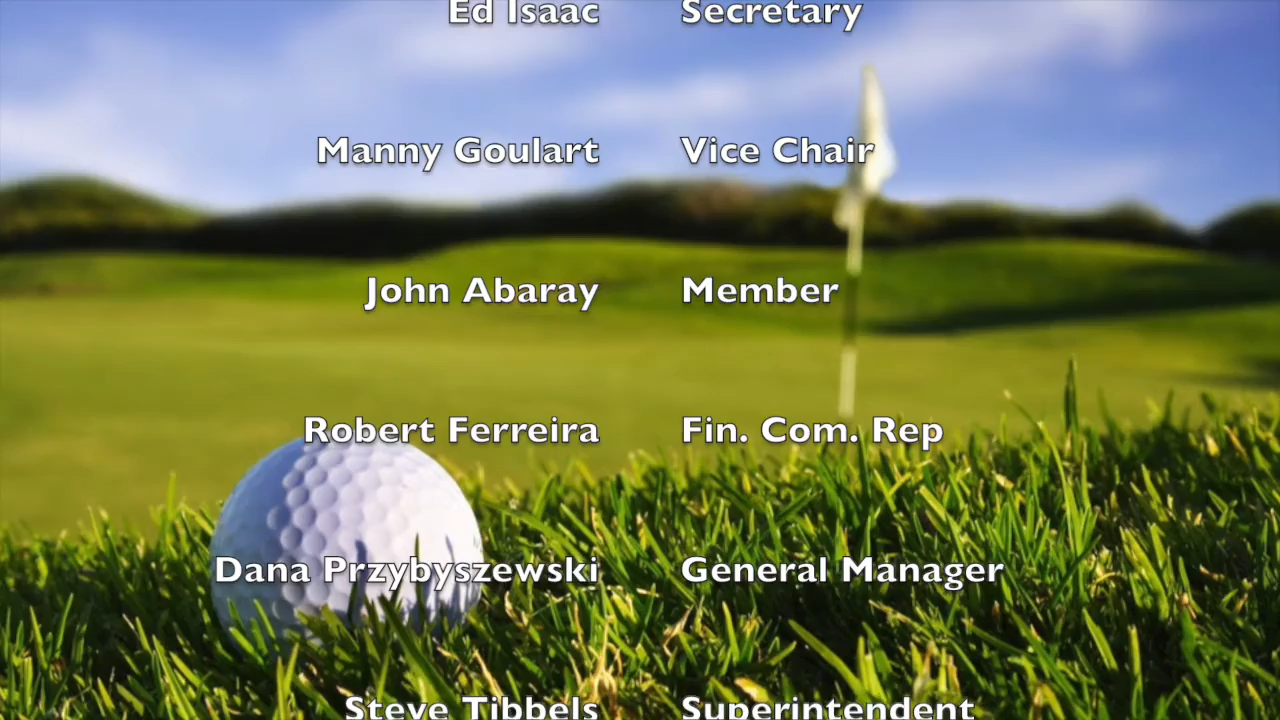 Ed Isaac Secretary
Manny Goulart Vice Chair
John Abaray Member
Robert Ferreira Fin. Com. Rep
Dana Przybyszewski General Manager
Steve Tibbels Superintendent